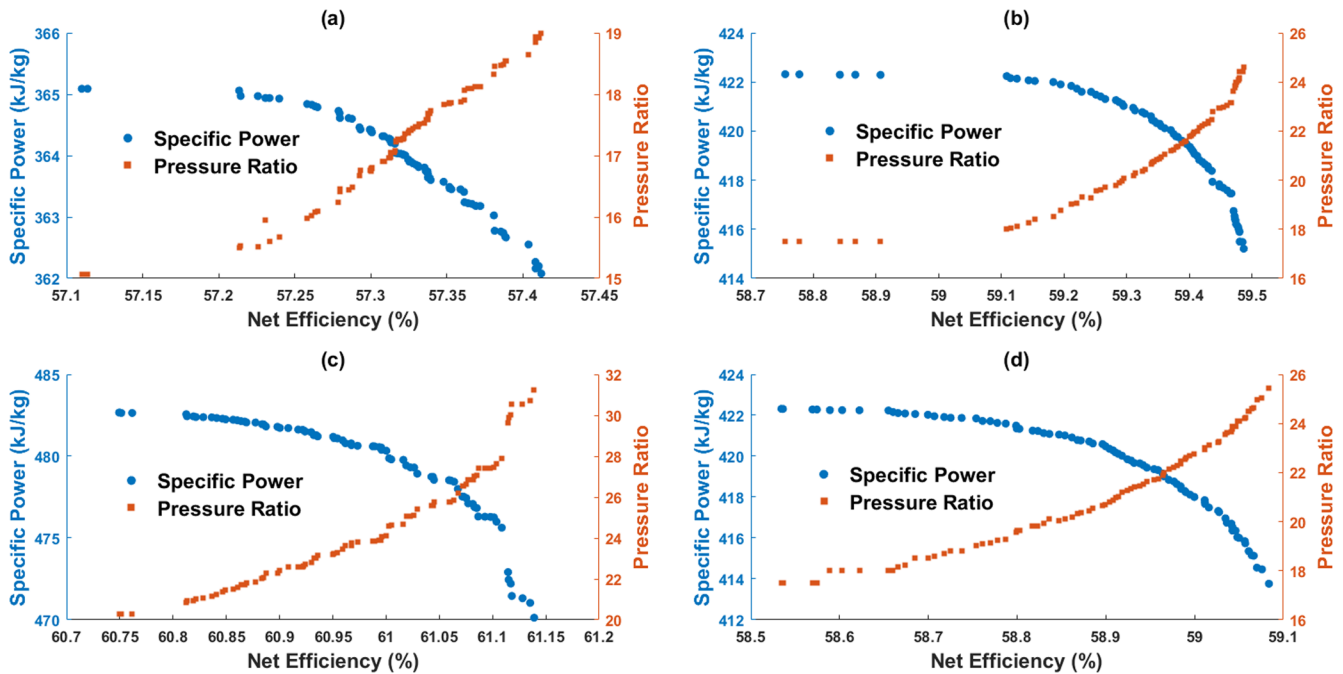 (a)
366
365
364
363
362
Specific Power (kJ/kg)
Specific Power
Pressure Ratio
19
18
17
16
15
Pressure Ratio
57.1 57.15 57.2 57.25 57.3 57.35 57.4 57.45
Net Efficiency (%)
(b)
424
422
420
418
416
414
Specific Power (kJ/kg)
Specific Power
Pressure Ratio
26
24
22
20
18
16
Pressure Ratio
58.7 58.8 58.9 59 59.1 59.2 59.3 59.4 59.5
Net Efficiency (%)
(c)
485
480
475
470
Specific Power (kJ/kg)
Specific Power
Pressure Ratio
32
30
28
26
24
22
20
Pressure Ratio
60.7 60.75 60.8 60.85 60.9 60.95 61 61.05 61.1 61.15 61.2
Net Efficiency (%)
(d)
424
422
420
418
416
414
412
Specific Power (kJ/kg)
Specific Power
Pressure Ratio
26
24
22
20
18
16
Pressure Ratio
58.5 58.6 58.7 58.8 58.9 59 59.1
Net Efficiency (%)